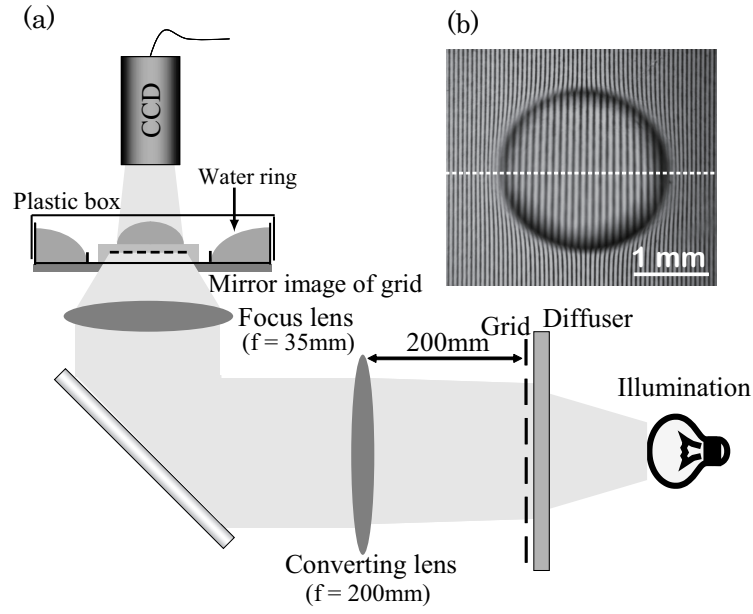 (a)
(b)
CCD
Water ring
Plastic box
1 mm
Mirror image of grid
Focus lens
(f = 35mm)
Grid
Diffuser
200mm
Illumination
Converting lens
(f = 200mm)